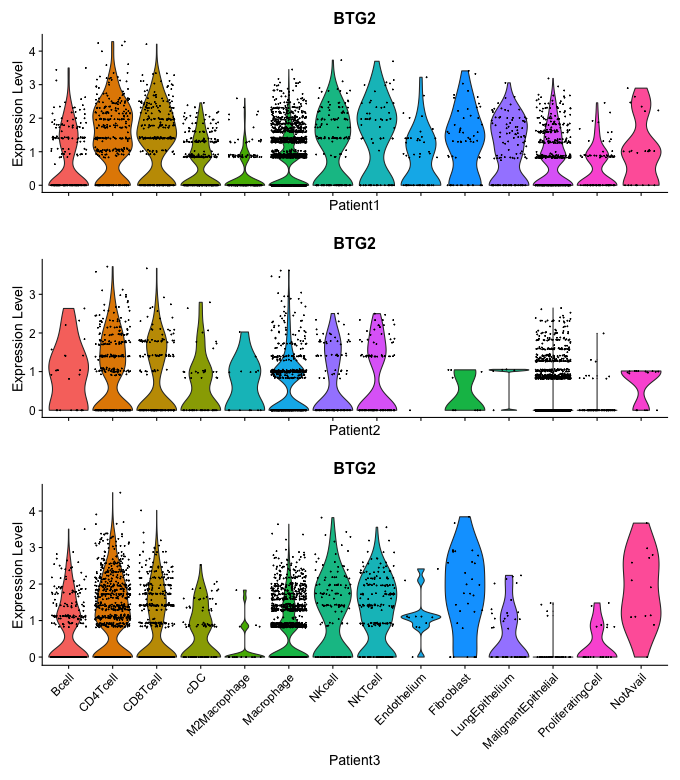 BTG2
Expression Level
4
3
2
1
0
Patient1
BTG2
Expression Level
3
2
1
0
Patient2
BTG2
Expression Level
4
3
2
1
0
Bcell
CD4Tcell
CD8Tcell
cDC
M2Macrophage
Macrophage
NKcell
NKTcell
Endothelium
Fibroblast
LungEpithelium
MalignantEpithelial
ProliferatingCell
NotAvail
Patient3